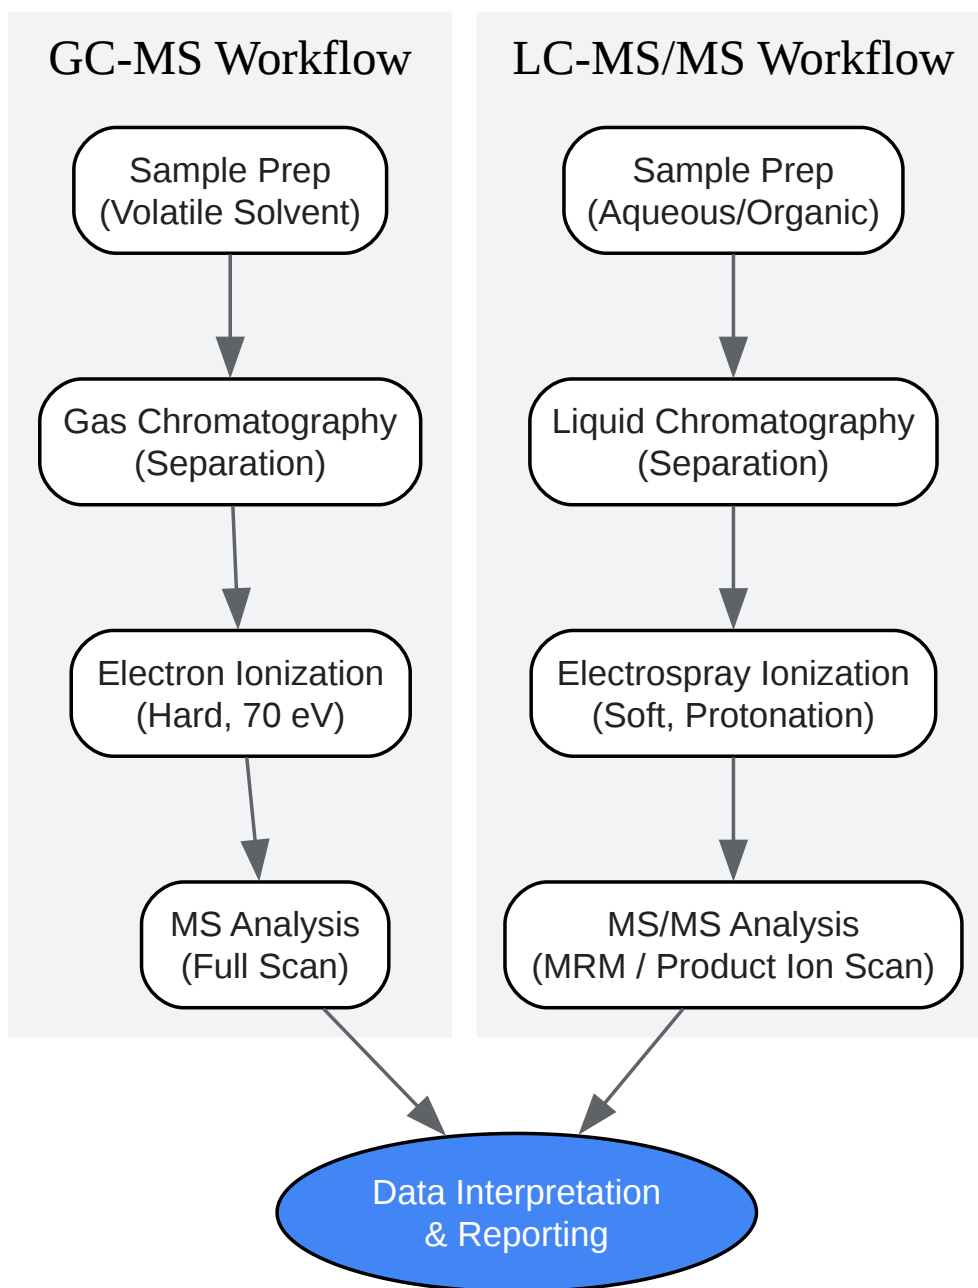 GC-MS Workflow
Sample Prep
(Volatile Solvent)
Gas Chromatography
(Separation)
Electron Ionization
(Hard, 70 eV)
MS Analysis
(Full Scan)
LC-MS/MS Workflow
Sample Prep
(Aqueous/Organic)
Liquid Chromatography
(Separation)
Electrospray Ionization
(Soft, Protonation)
MS/MS Analysis
(MRM / Product Ion Scan)
Data Interpretation
& Reporting